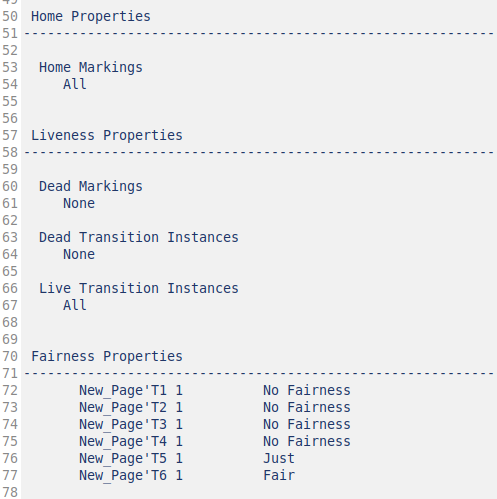 50 Home Properties
51 -----------------------------------------------------------
52
53 Home Markings
54 All
55
56
57 Liveness Properties
58 -----------------------------------------------------------
59
60 Dead Markings
61 None
62
63 Dead Transition Instances
64 None
65
66 Live Transition Instances
67 All
68
69
70 Fairness Properties
71 -----------------------------------------------------------
72 New_Page'T1 1 No Fairness
73 New_Page'T2 1 No Fairness
74 New_Page'T3 1 No Fairness
75 New_Page'T4 1 No Fairness
76 New_Page'T5 1 Just
77 New_Page'T6 1 Fair
78